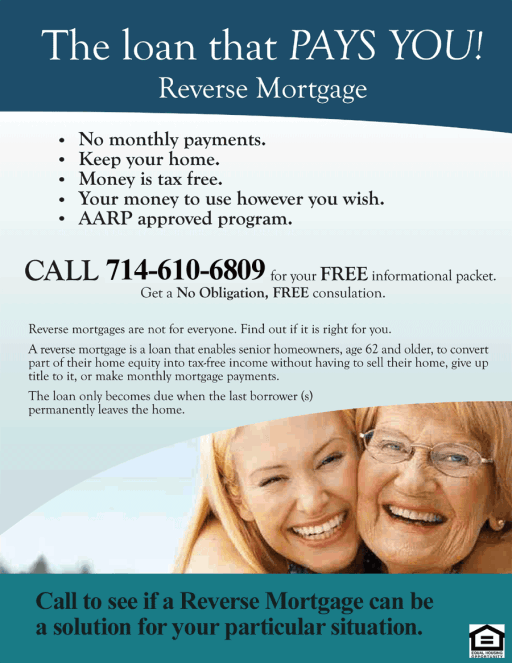 The loan that PAYS YOU!
Reverse Mortgage
• No monthly payments.
• Keep your home.
• Money is tax free.
• Your money to use however you wish.
• AARP approved program.
CALL 714-610-6809 for your FREE informational packet.
Get a No Obligation, FREE consulation.
Reverse mortgages are not for everyone. Find out if it is right for you.
A reverse mortgage is a loan that enables senior homeowners, age 62 and older, to convert
part of their home equity into tax-free income without having to sell their home, give up
title to it, or make monthly mortgage payments.
The loan only becomes due when the last borrower (s)
permanently leaves the home.
Call to see if a Reverse Mortgage can be
a solution for your particular situation.
EQUAL HOUSING
OPPORTUNITY